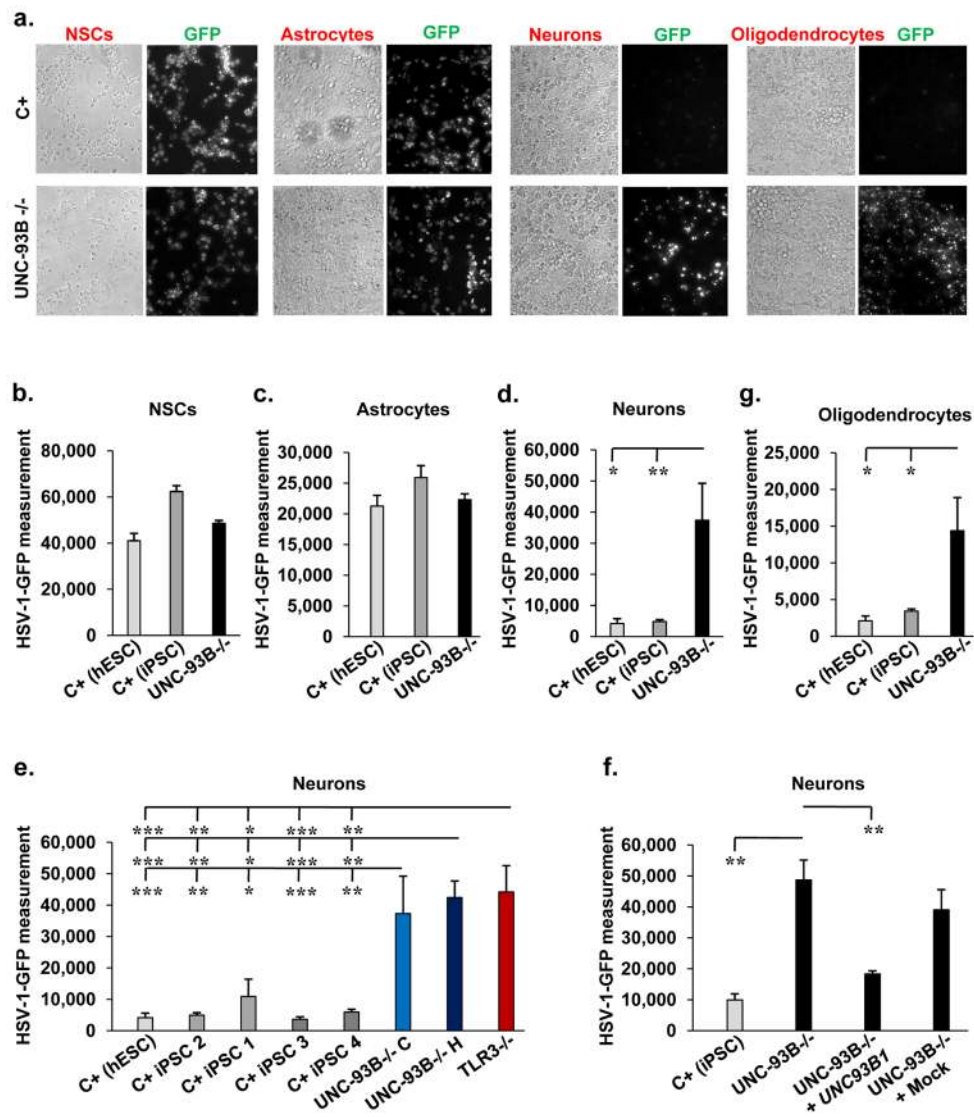 a.
NSCs GFP Astrocytes GFP Neurons GFP Oligodendrocytes GFP
C+
UNC-93B -/-
b.
NSCs
HSV-1-GFP measurement
80,000
60,000
40,000
20,000
0
C+ (hESC)
C+ (iPSC)
UNC-93B-/-
c.
Astrocytes
HSV-1-GFP measurement
30,000
25,000
20,000
15,000
10,000
5,000
0
C+ (hESC)
C+ (iPSC)
UNC-93B-/-
d.
Neurons
HSV-1-GFP measurement
60,000
50,000
40,000
30,000
20,000
10,000
0
* **
C+ (hESC)
C+ (iPSC)
UNC-93B-/-
g.
Oligodendrocytes
HSV-1-GFP measurement
25,000
20,000
15,000
10,000
5,000
0
* *
C+ (hESC)
C+ (iPSC)
UNC-93B-/-
e.
Neurons
HSV-1-GFP measurement
60,000
50,000
40,000
30,000
20,000
10,000
0
*** ** * *** **
*** ** * *** **
*** ** * *** **
C+ (hESC)
C+ iPSC 2
C+ iPSC 1
C+ iPSC 3
C+ iPSC 4
UNC-93B-/- C
UNC-93B-/- H
TLR3-/-
f.
Neurons
HSV-1-GFP measurement
60,000
50,000
40,000
30,000
20,000
10,000
0
** **
C+ (iPSC)
UNC-93B-/-
UNC-93B-/-
+ UNC93B1
UNC-93B-/-
+ Mock